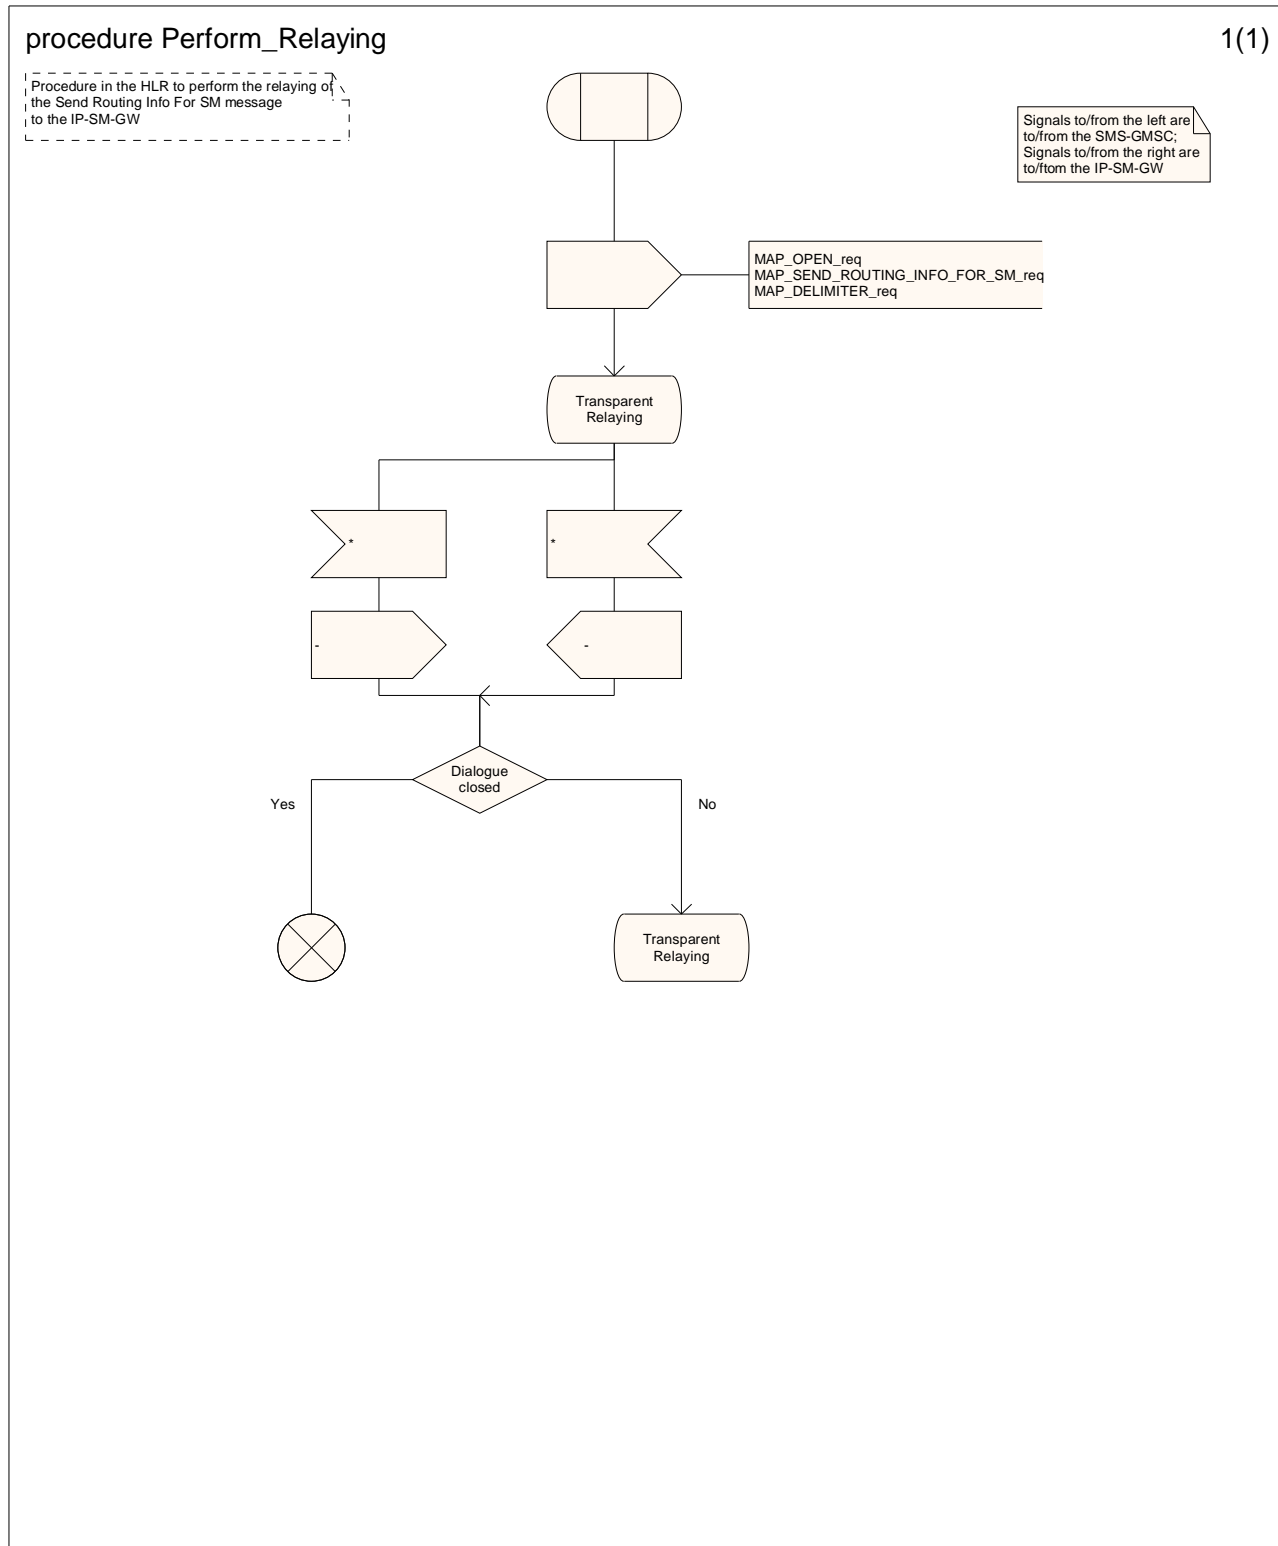 procedure Perform_Relaying
1(1)
Procedure in the HLR to perform the relaying of
the Send Routing Info For SM message
to the IP-SM-GW
Signals to/from the left are
to/from the SMS-GMSC;
Signals to/from the right are
to/ftom the IP-SM-GW
MAP_OPEN_req
MAP_SEND_ROUTING_INFO_FOR_SM_req
MAP_DELIMITER_req
Transparent
Relaying
*
*
-
-
Dialogue
closed
Yes
No
Transparent
Relaying